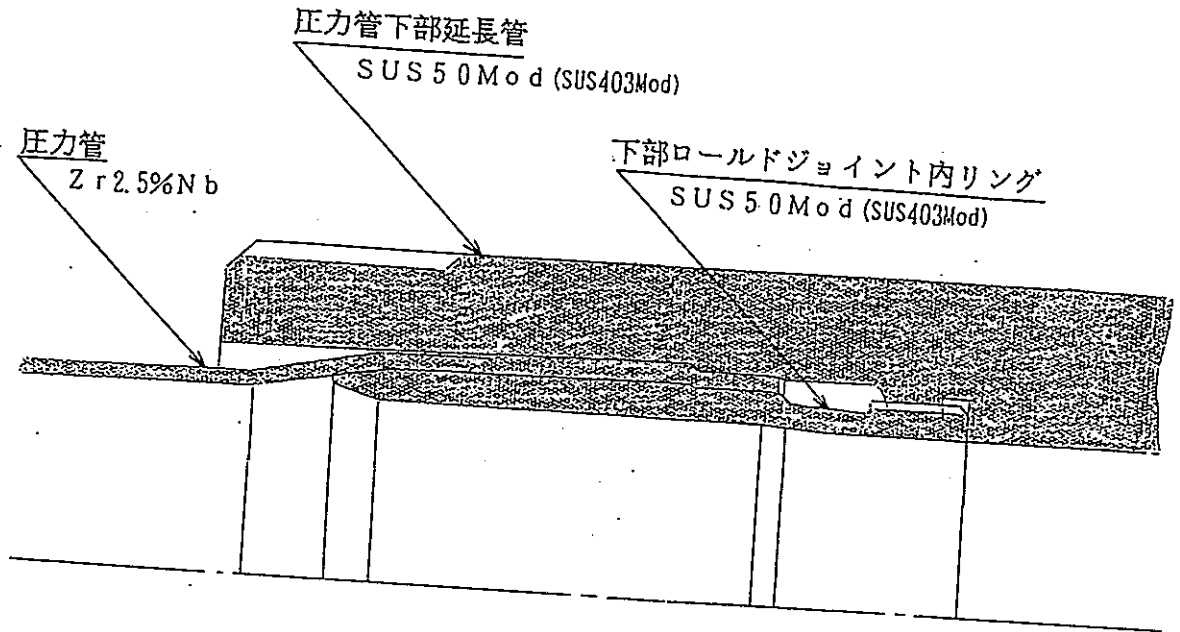 圧力管下部延長管
SUS50Mod (SUS403Mod)
圧力管
Zr2.5%Nb
下部ロールドジョイント内リング
SUS50Mod (SUS403Mod)